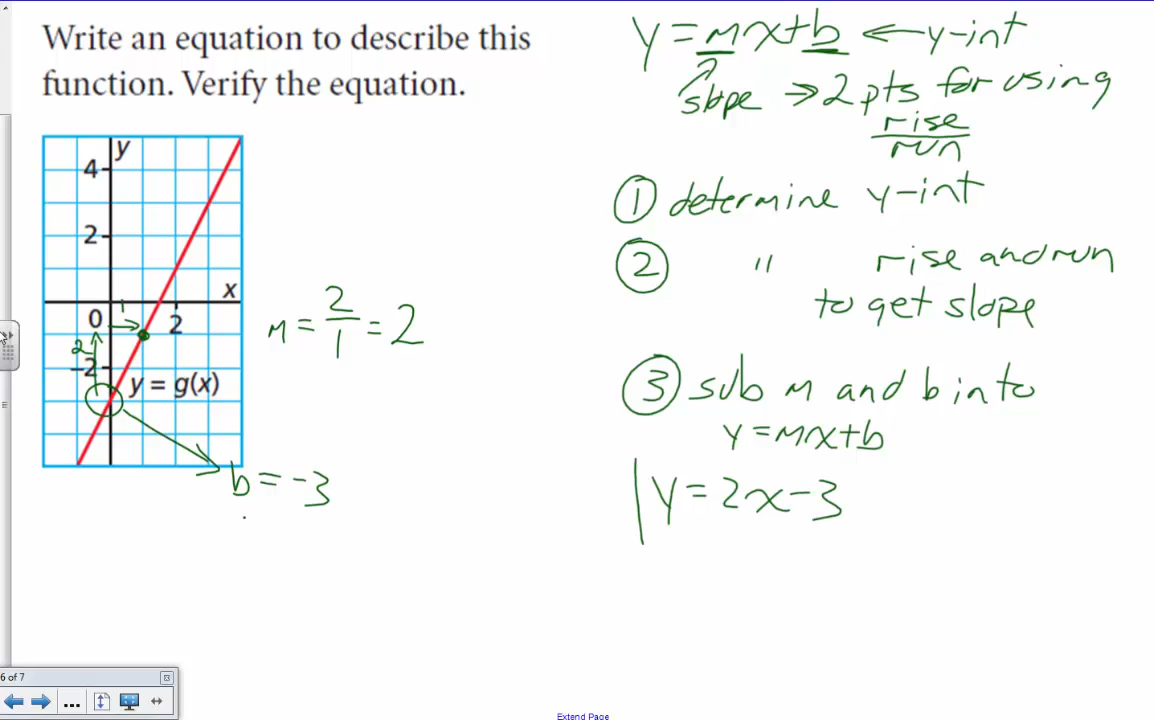 Write an equation to describe this
function. Verify the equation.
y
4
2
x
0
2
-2
y = g(x)
1
2
m = 2/1 = 2
b = -3
y = mx+b ← y-int
slope → 2 pts for using
rise
run
① determine y-int
② " rise and run
to get slope
③ sub m and b into
y = mx+b
y = 2x-3
6 of 7
...
Extend Page